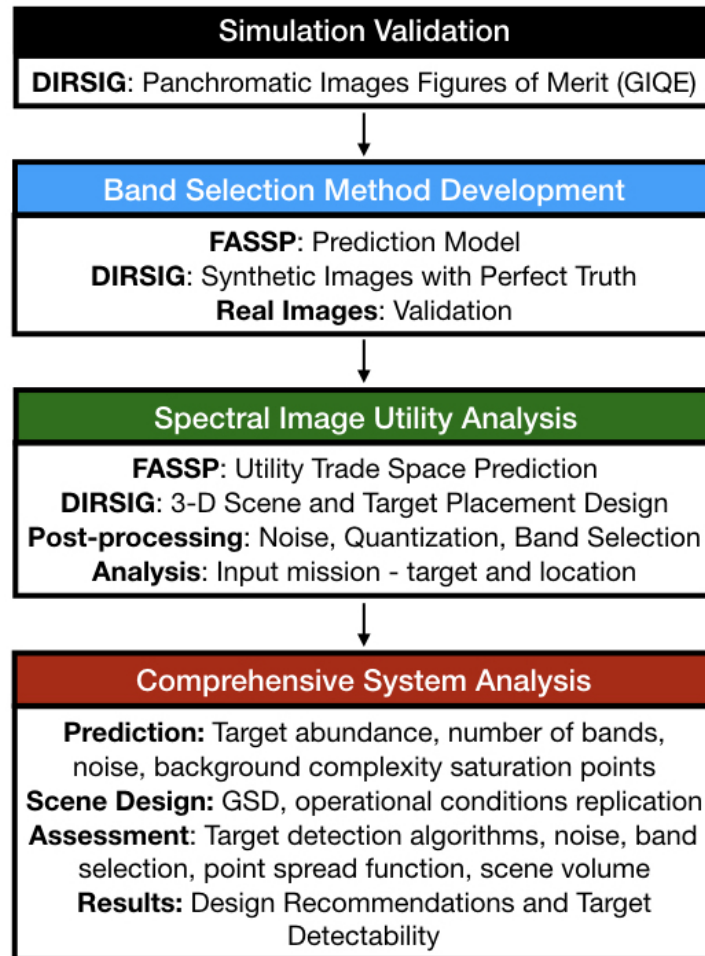 Simulation Validation
DIRSIG: Panchromatic Images Figures of Merit (GIQE)
Band Selection Method Development
FASSP: Prediction Model
DIRSIG: Synthetic Images with Perfect Truth
Real Images: Validation
Spectral Image Utility Analysis
FASSP: Utility Trade Space Prediction
DIRSIG: 3-D Scene and Target Placement Design
Post-processing: Noise, Quantization, Band Selection
Analysis: Input mission - target and location
Comprehensive System Analysis
Prediction: Target abundance, number of bands,
noise, background complexity saturation points
Scene Design: GSD, operational conditions replication
Assessment: Target detection algorithms, noise, band
selection, point spread function, scene volume
Results: Design Recommendations and Target
Detectability